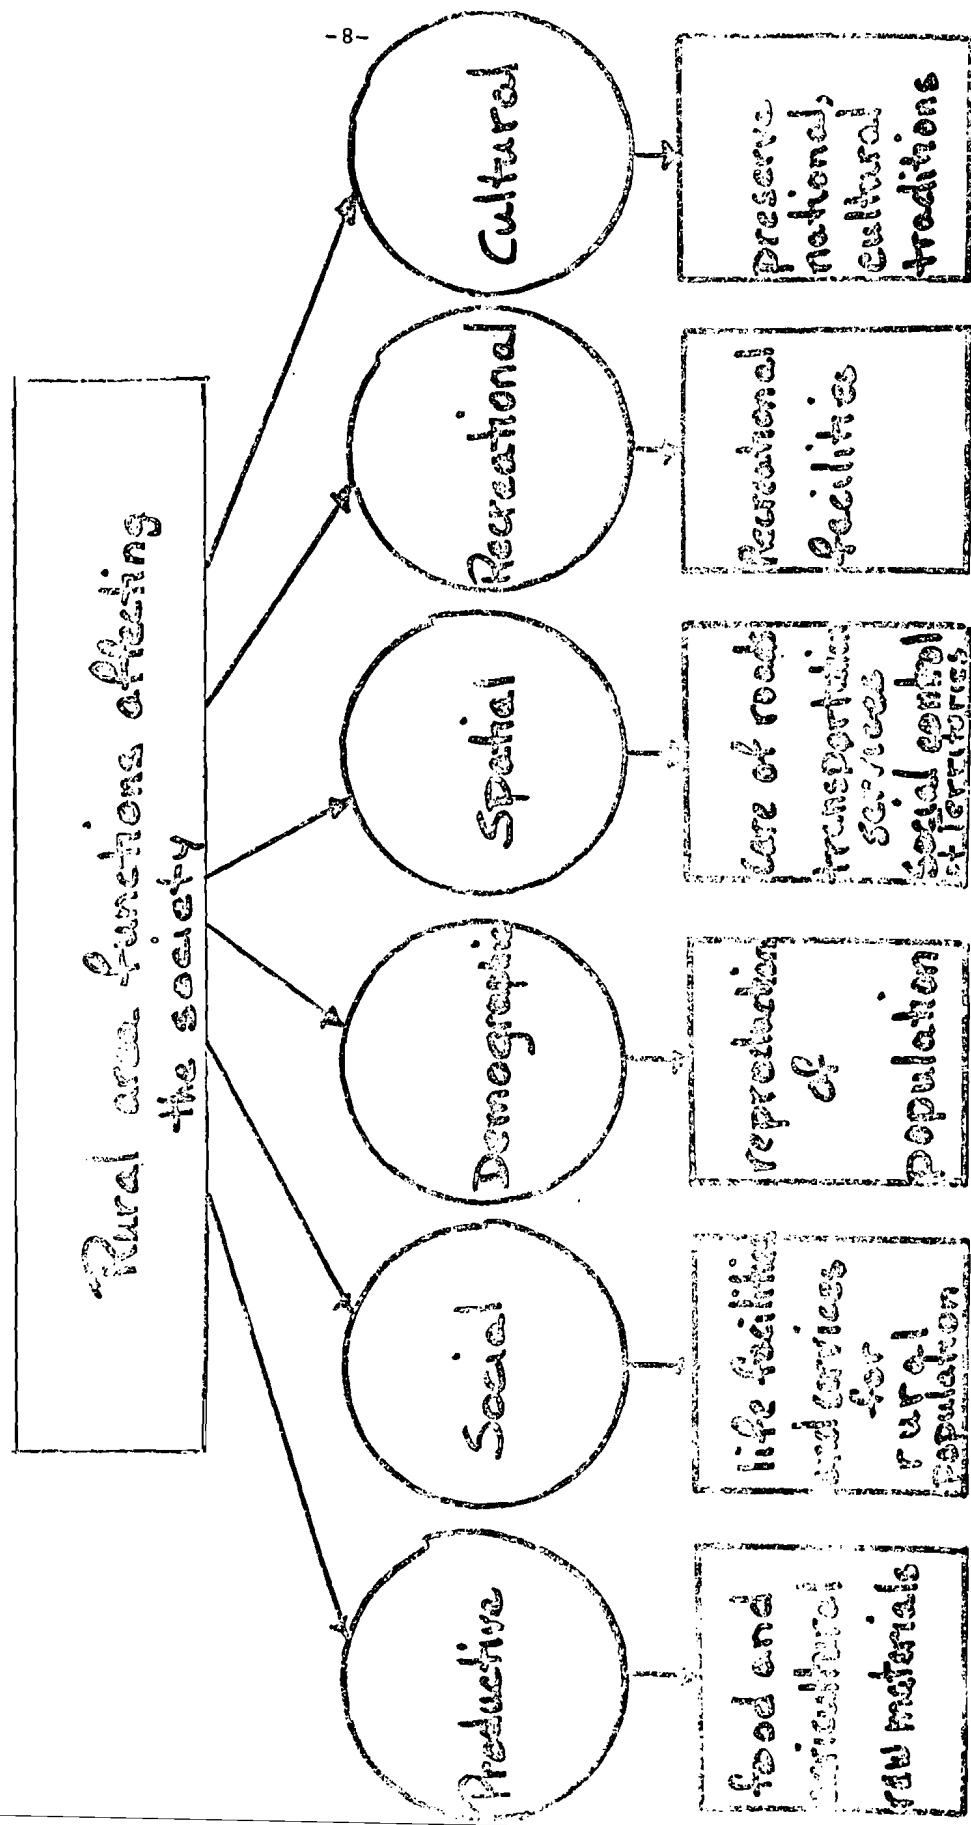 -8-
"Rural area functions affecting
the society
Productive
Social
Demographic
Spatial
Recreational
Cultural
food and
agricultural
raw materials
life facilities
and services
for
rural
population
reproduction
of
population
Care of roads
transportation
services
Social control
of territories
Recreational
facilities
preserve
national,
cultural
traditions